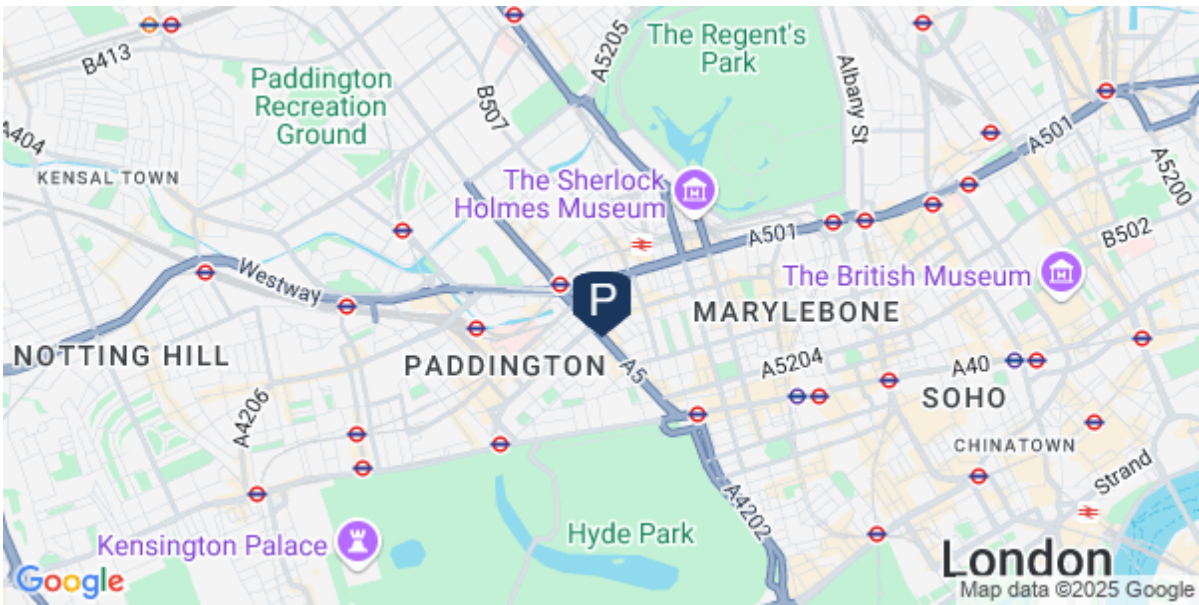 The Regent's
Park
A5205
B413
Paddington
Recreation
Ground
B507
Albany St
A501
A404
A5200
KENSAL TOWN
The Sherlock
Holmes Museum
A501
B502
Westway
The British Museum
P
MARYLEBONE
NOTTING HILL
PADDINGTON
A5
A5204
A40
SOHO
A4206
CHINATOWN
Strand
A4202
Hyde Park
Kensington Palace
London
Google
Map data ©2025 Google